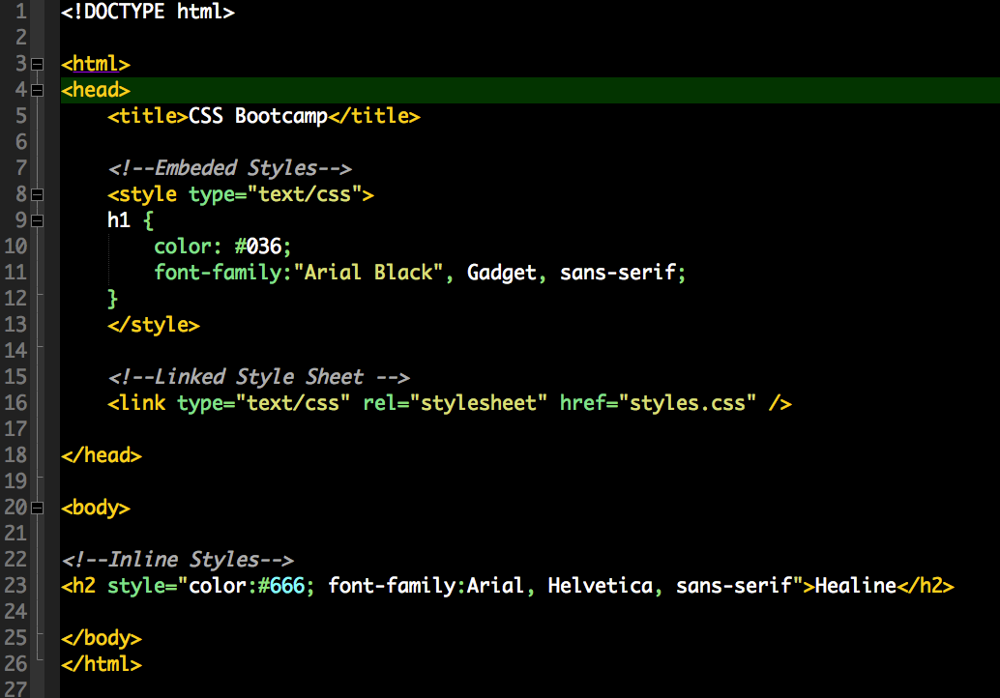 1 <!DOCTYPE html>
2
3 <html>
4 <head>
5     <title>CSS Bootcamp</title>
6
7     <!--Embeded Styles-->
8     <style type="text/css">
9     h1 {
10         color: #036;
11         font-family:"Arial Black", Gadget, sans-serif;
12     }
13     </style>
14
15     <!--Linked Style Sheet -->
16     <link type="text/css" rel="stylesheet" href="styles.css" />
17
18 </head>
19
20 <body>
21
22 <!--Inline Styles-->
23 <h2 style="color:#666; font-family:Arial, Helvetica, sans-serif">Healine</h2>
24
25 </body>
26 </html>
27